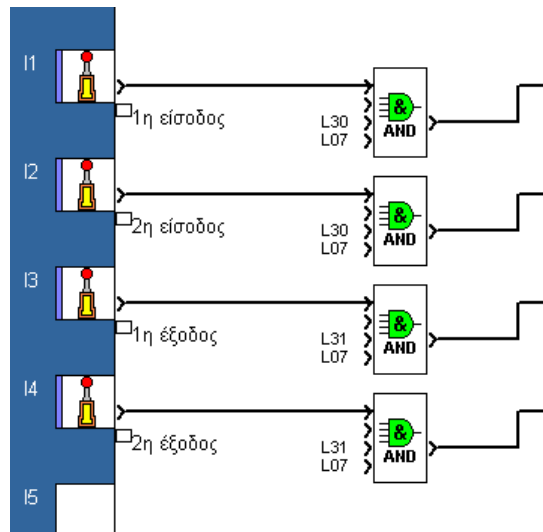 I1
1η είσοδος
L30
L07
& AND
I2
2η είσοδος
L30
L07
& AND
I3
1η έξοδος
L31
L07
& AND
I4
2η έξοδος
L31
L07
& AND
I5